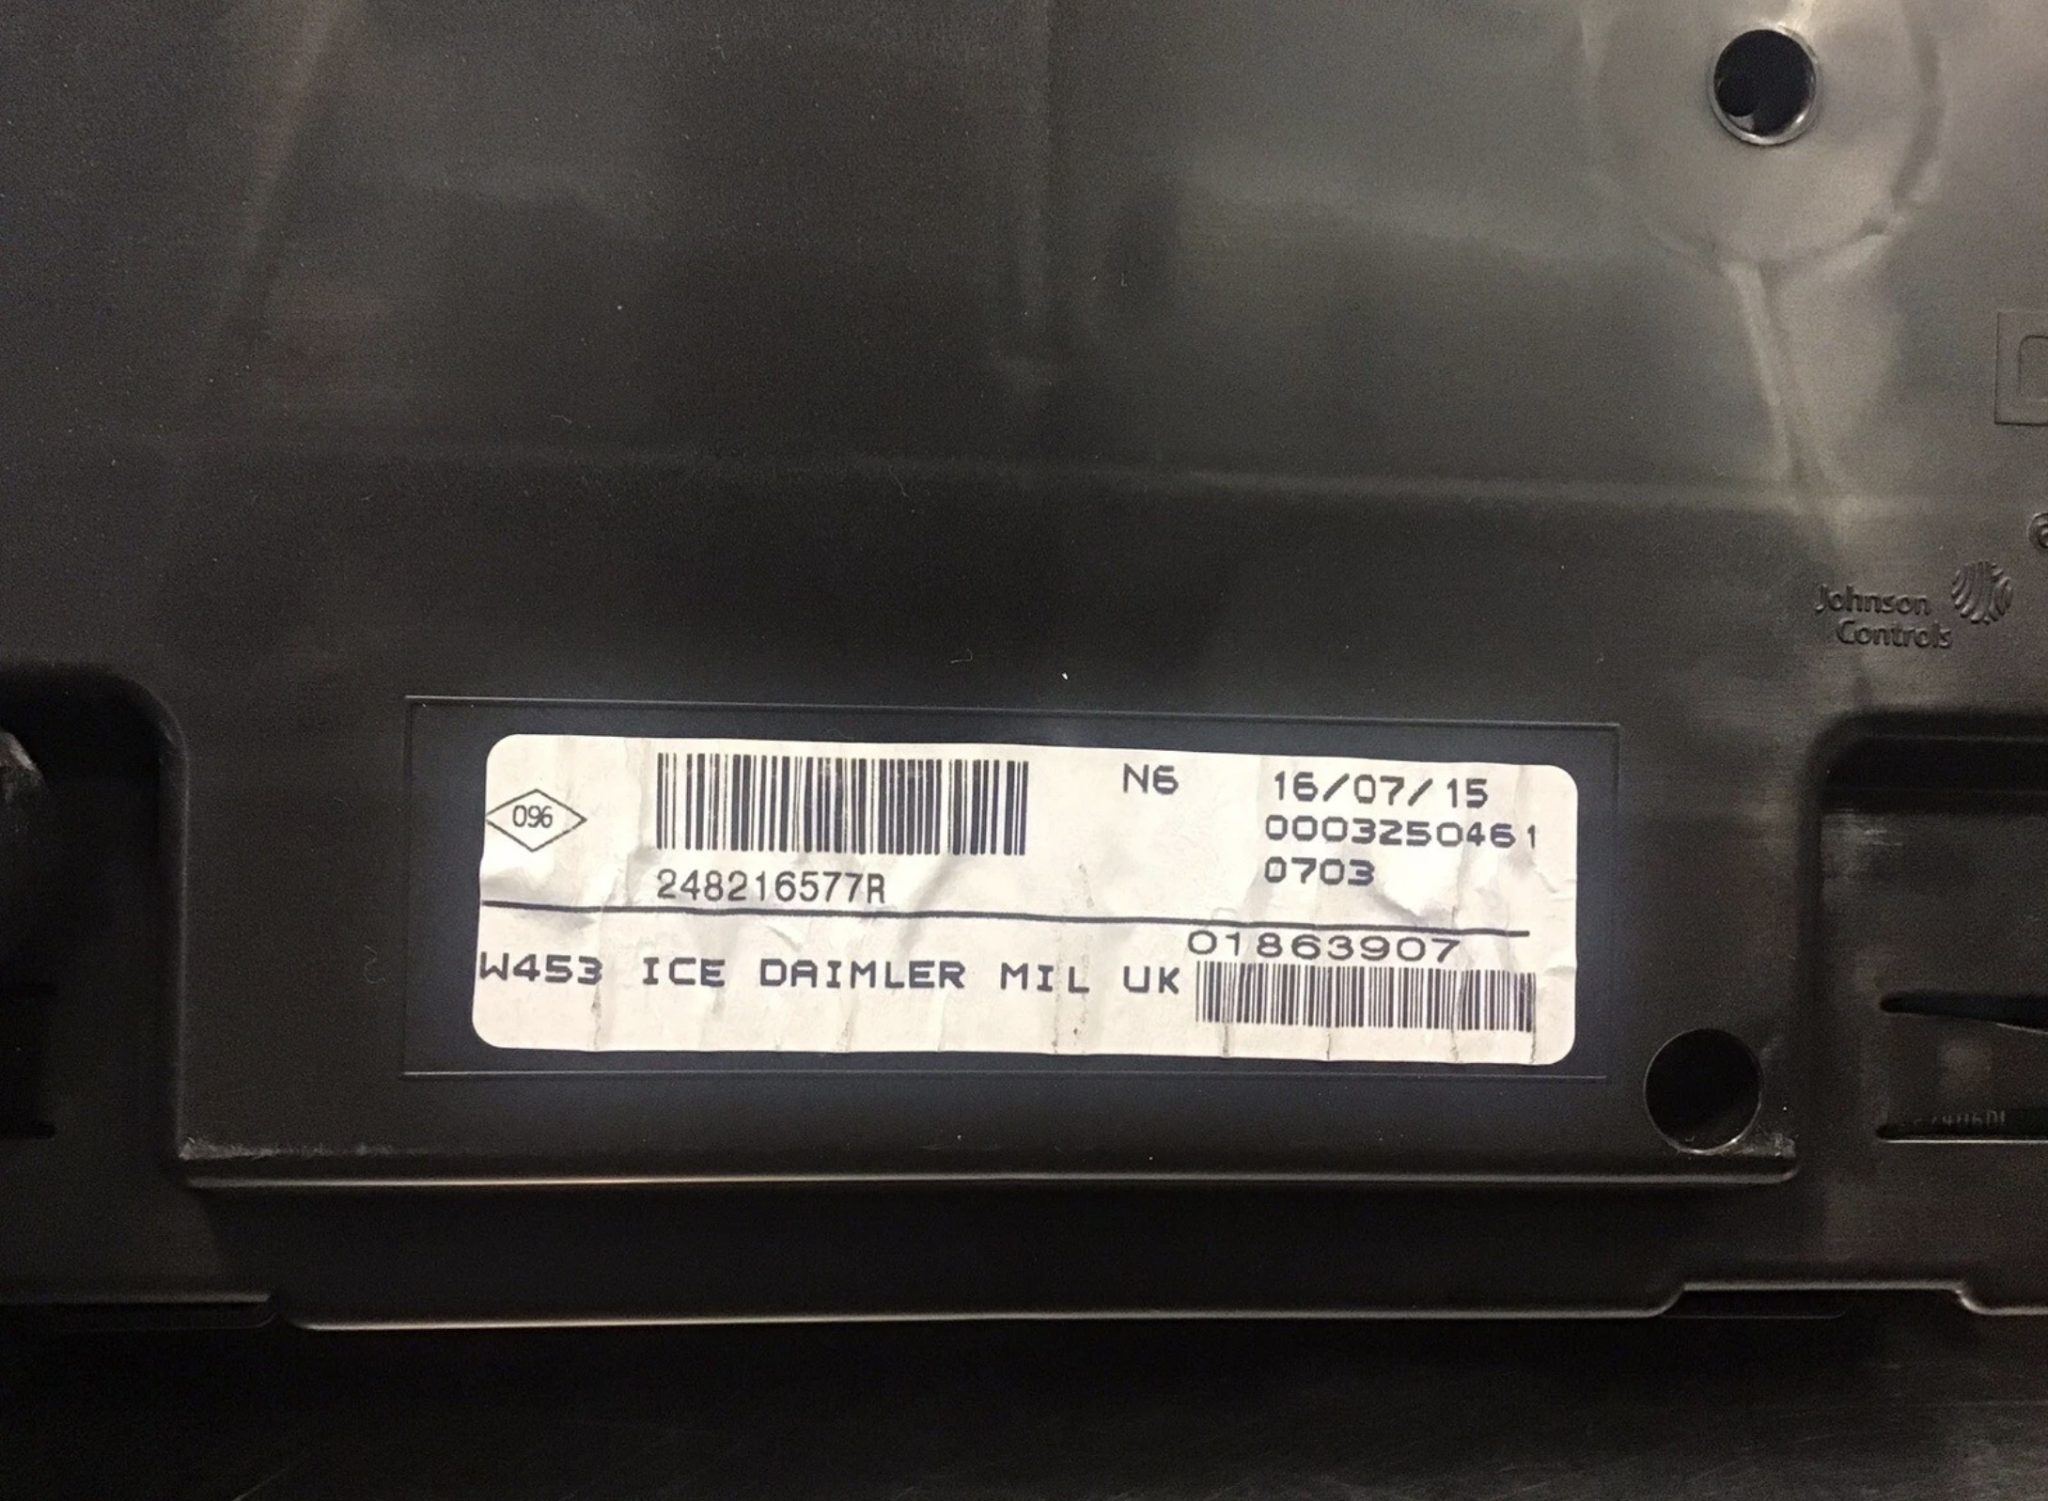 Johnson
Controls
096
N6
16/07/15
248216577R
0003250461
0703
W453 ICE DAIMLER MIL UK
01863907